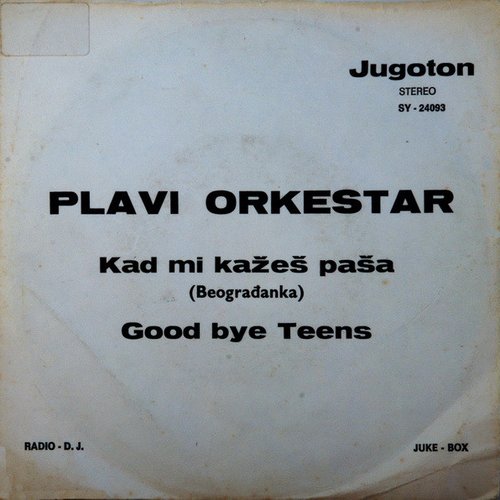 Jugoton
STEREO
SY - 24093
PLAVI ORKESTAR
Kad mi kažeš paša
(Beograđanka)
Good bye Teens
RADIO - D. J.
JUKE - BOX